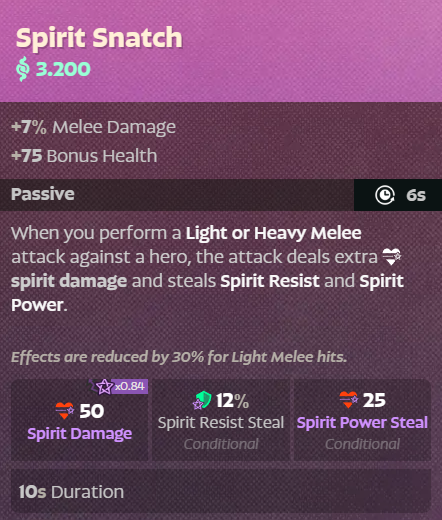 Spirit Snatch
3.200
+7% Melee Damage
+75 Bonus Health
Passive 6s
When you perform a Light or Heavy Melee
attack against a hero, the attack deals extra
spirit damage and steals Spirit Resist and Spirit
Power.
Effects are reduced by 30% for Light Melee hits.
x0.84
50 12% 25
Spirit Damage Spirit Resist Steal Spirit Power Steal
Conditional Conditional
10s Duration